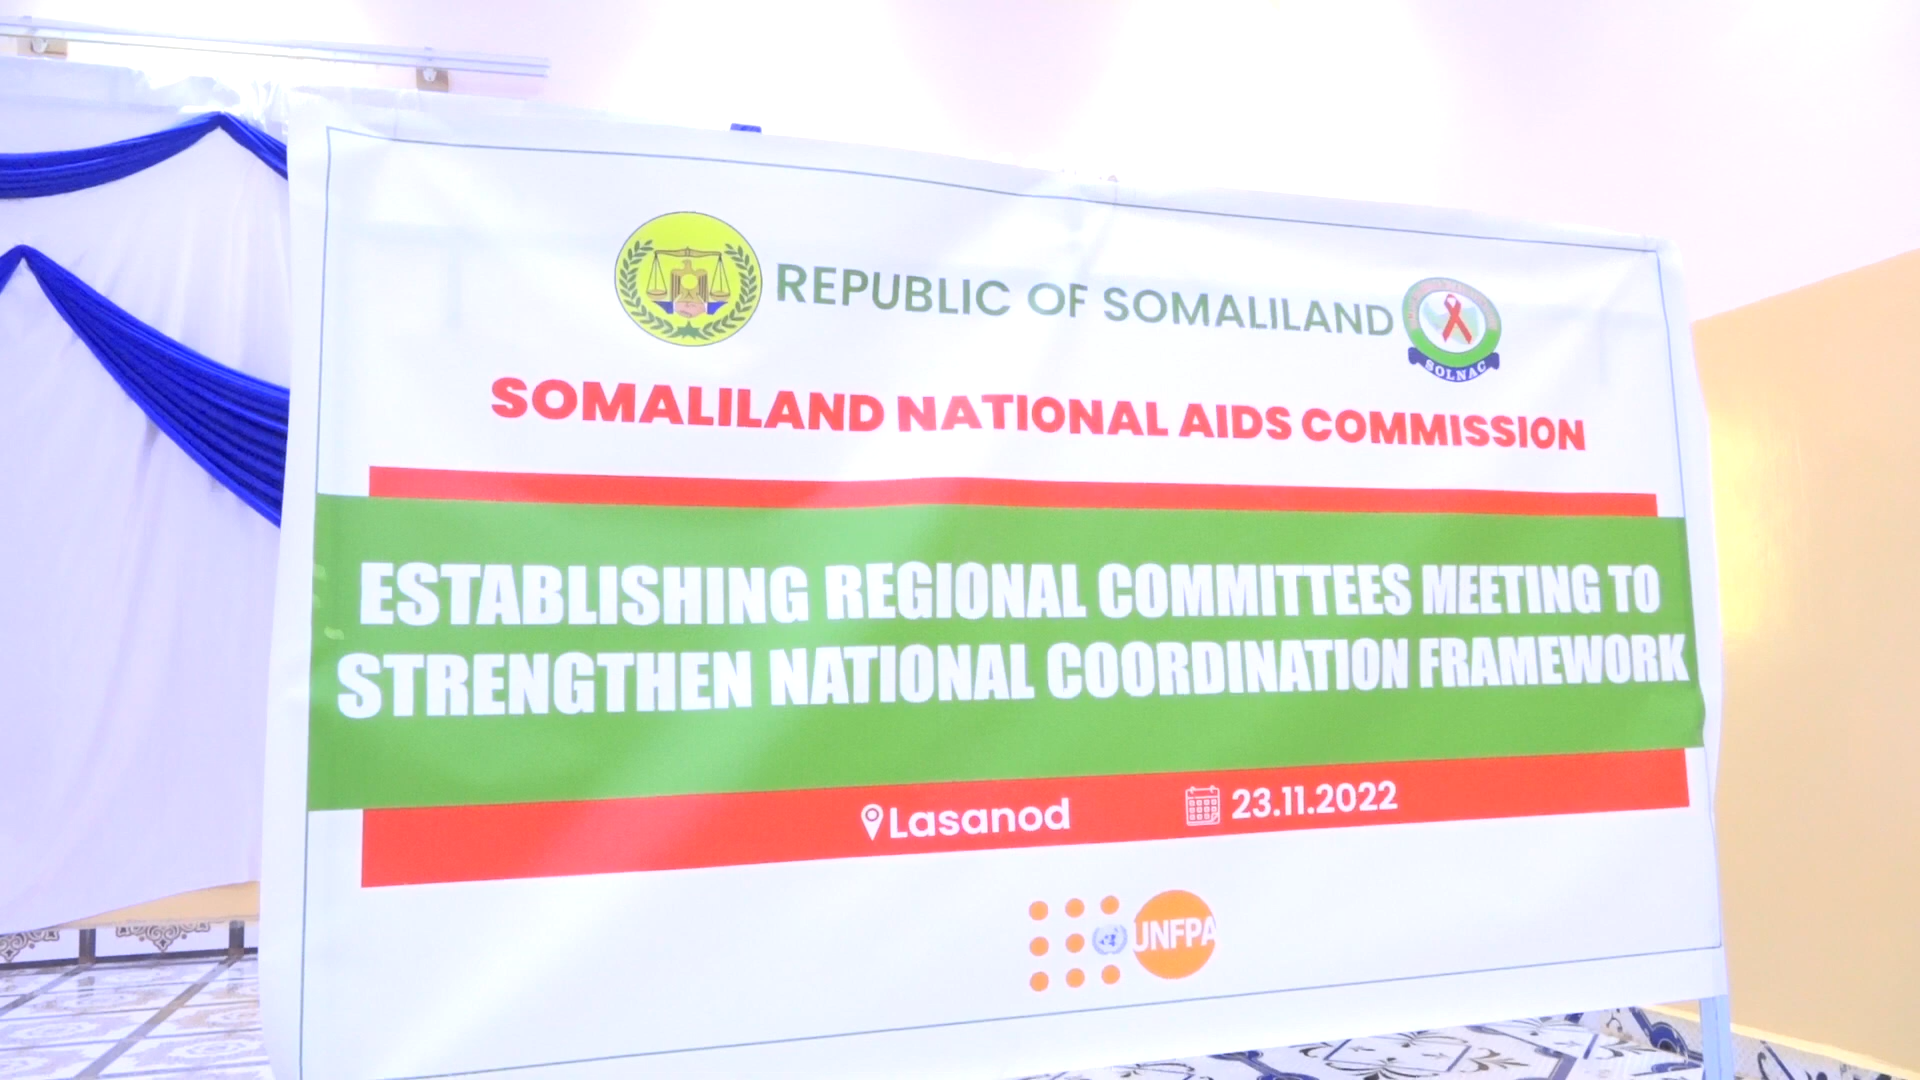 REPUBLIC OF SOMALILAND
SOLNAC
SOMALILAND NATIONAL AIDS COMMISSION
ESTABLISHING REGIONAL COMMITTEES MEETING TO
STRENGTHEN NATIONAL COORDINATION FRAMEWORK
Lasanod
23.11.2022
UNFPA